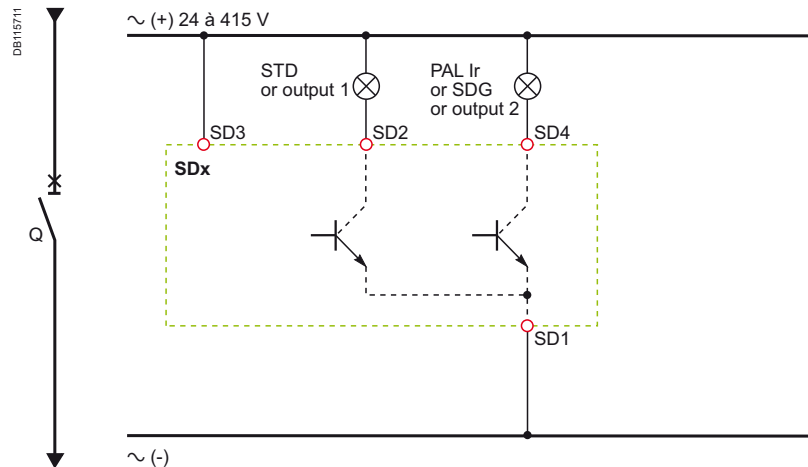 DB115711
~ (+) 24 à 415 V
STD
or output 1
PAL Ir
or SDG
or output 2
SD3
SD2
SD4
SDx
Q
SD1
~ (-)